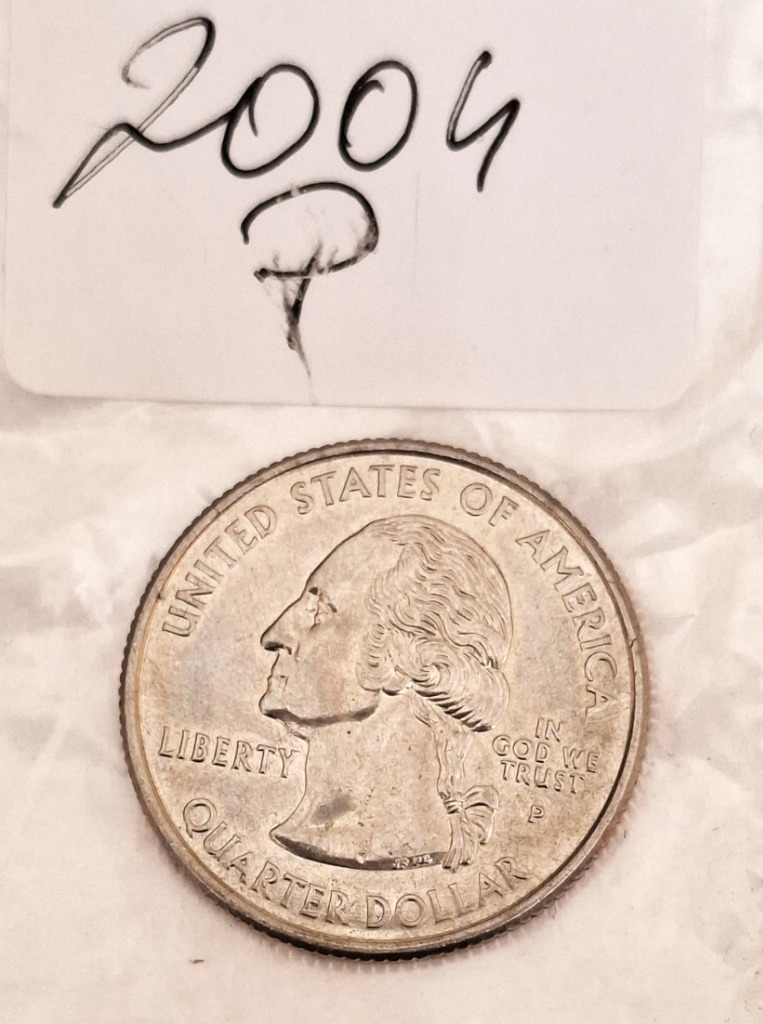 2004
P
UNITED STATES OF AMERICA
LIBERTY
IN
GOD WE
TRUST
P
QUARTER DOLLAR